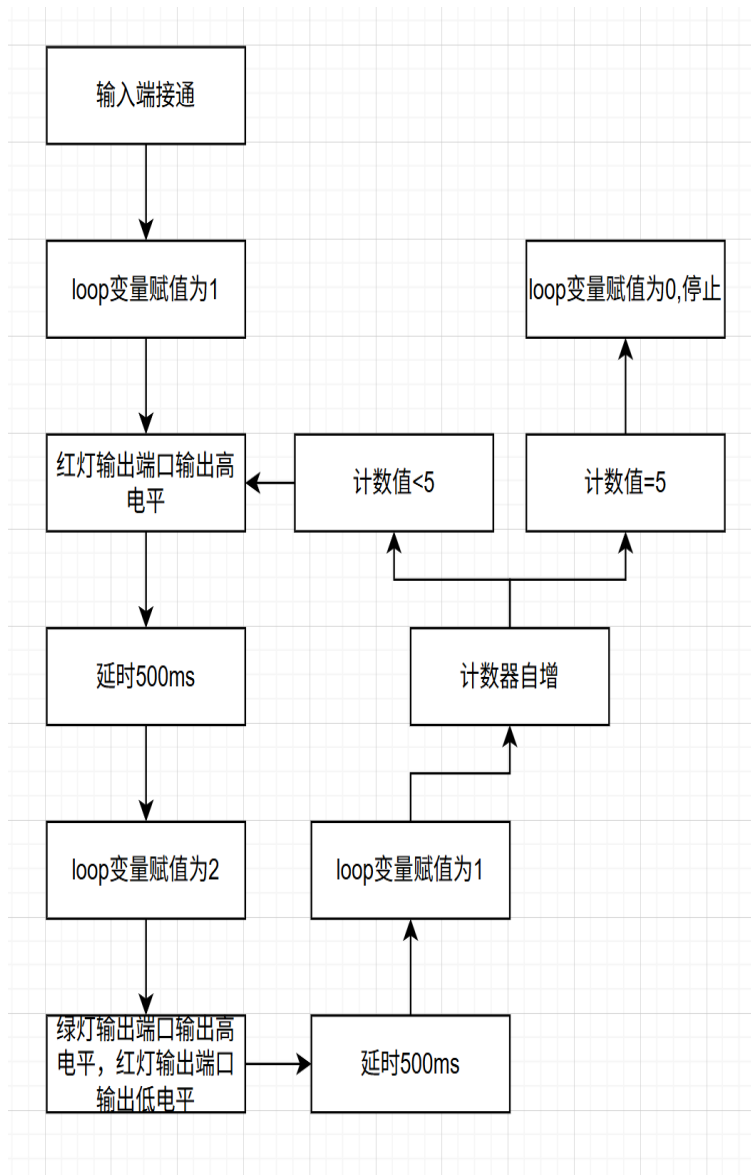 输入端接通
loop变量赋值为1
loop变量赋值为0,停止
红灯输出端口输出高
电平
计数值<5
计数值=5
延时500ms
计数器自增
loop变量赋值为2
loop变量赋值为1
绿灯输出端口输出高
电平，红灯输出端口
输出低电平
延时500ms